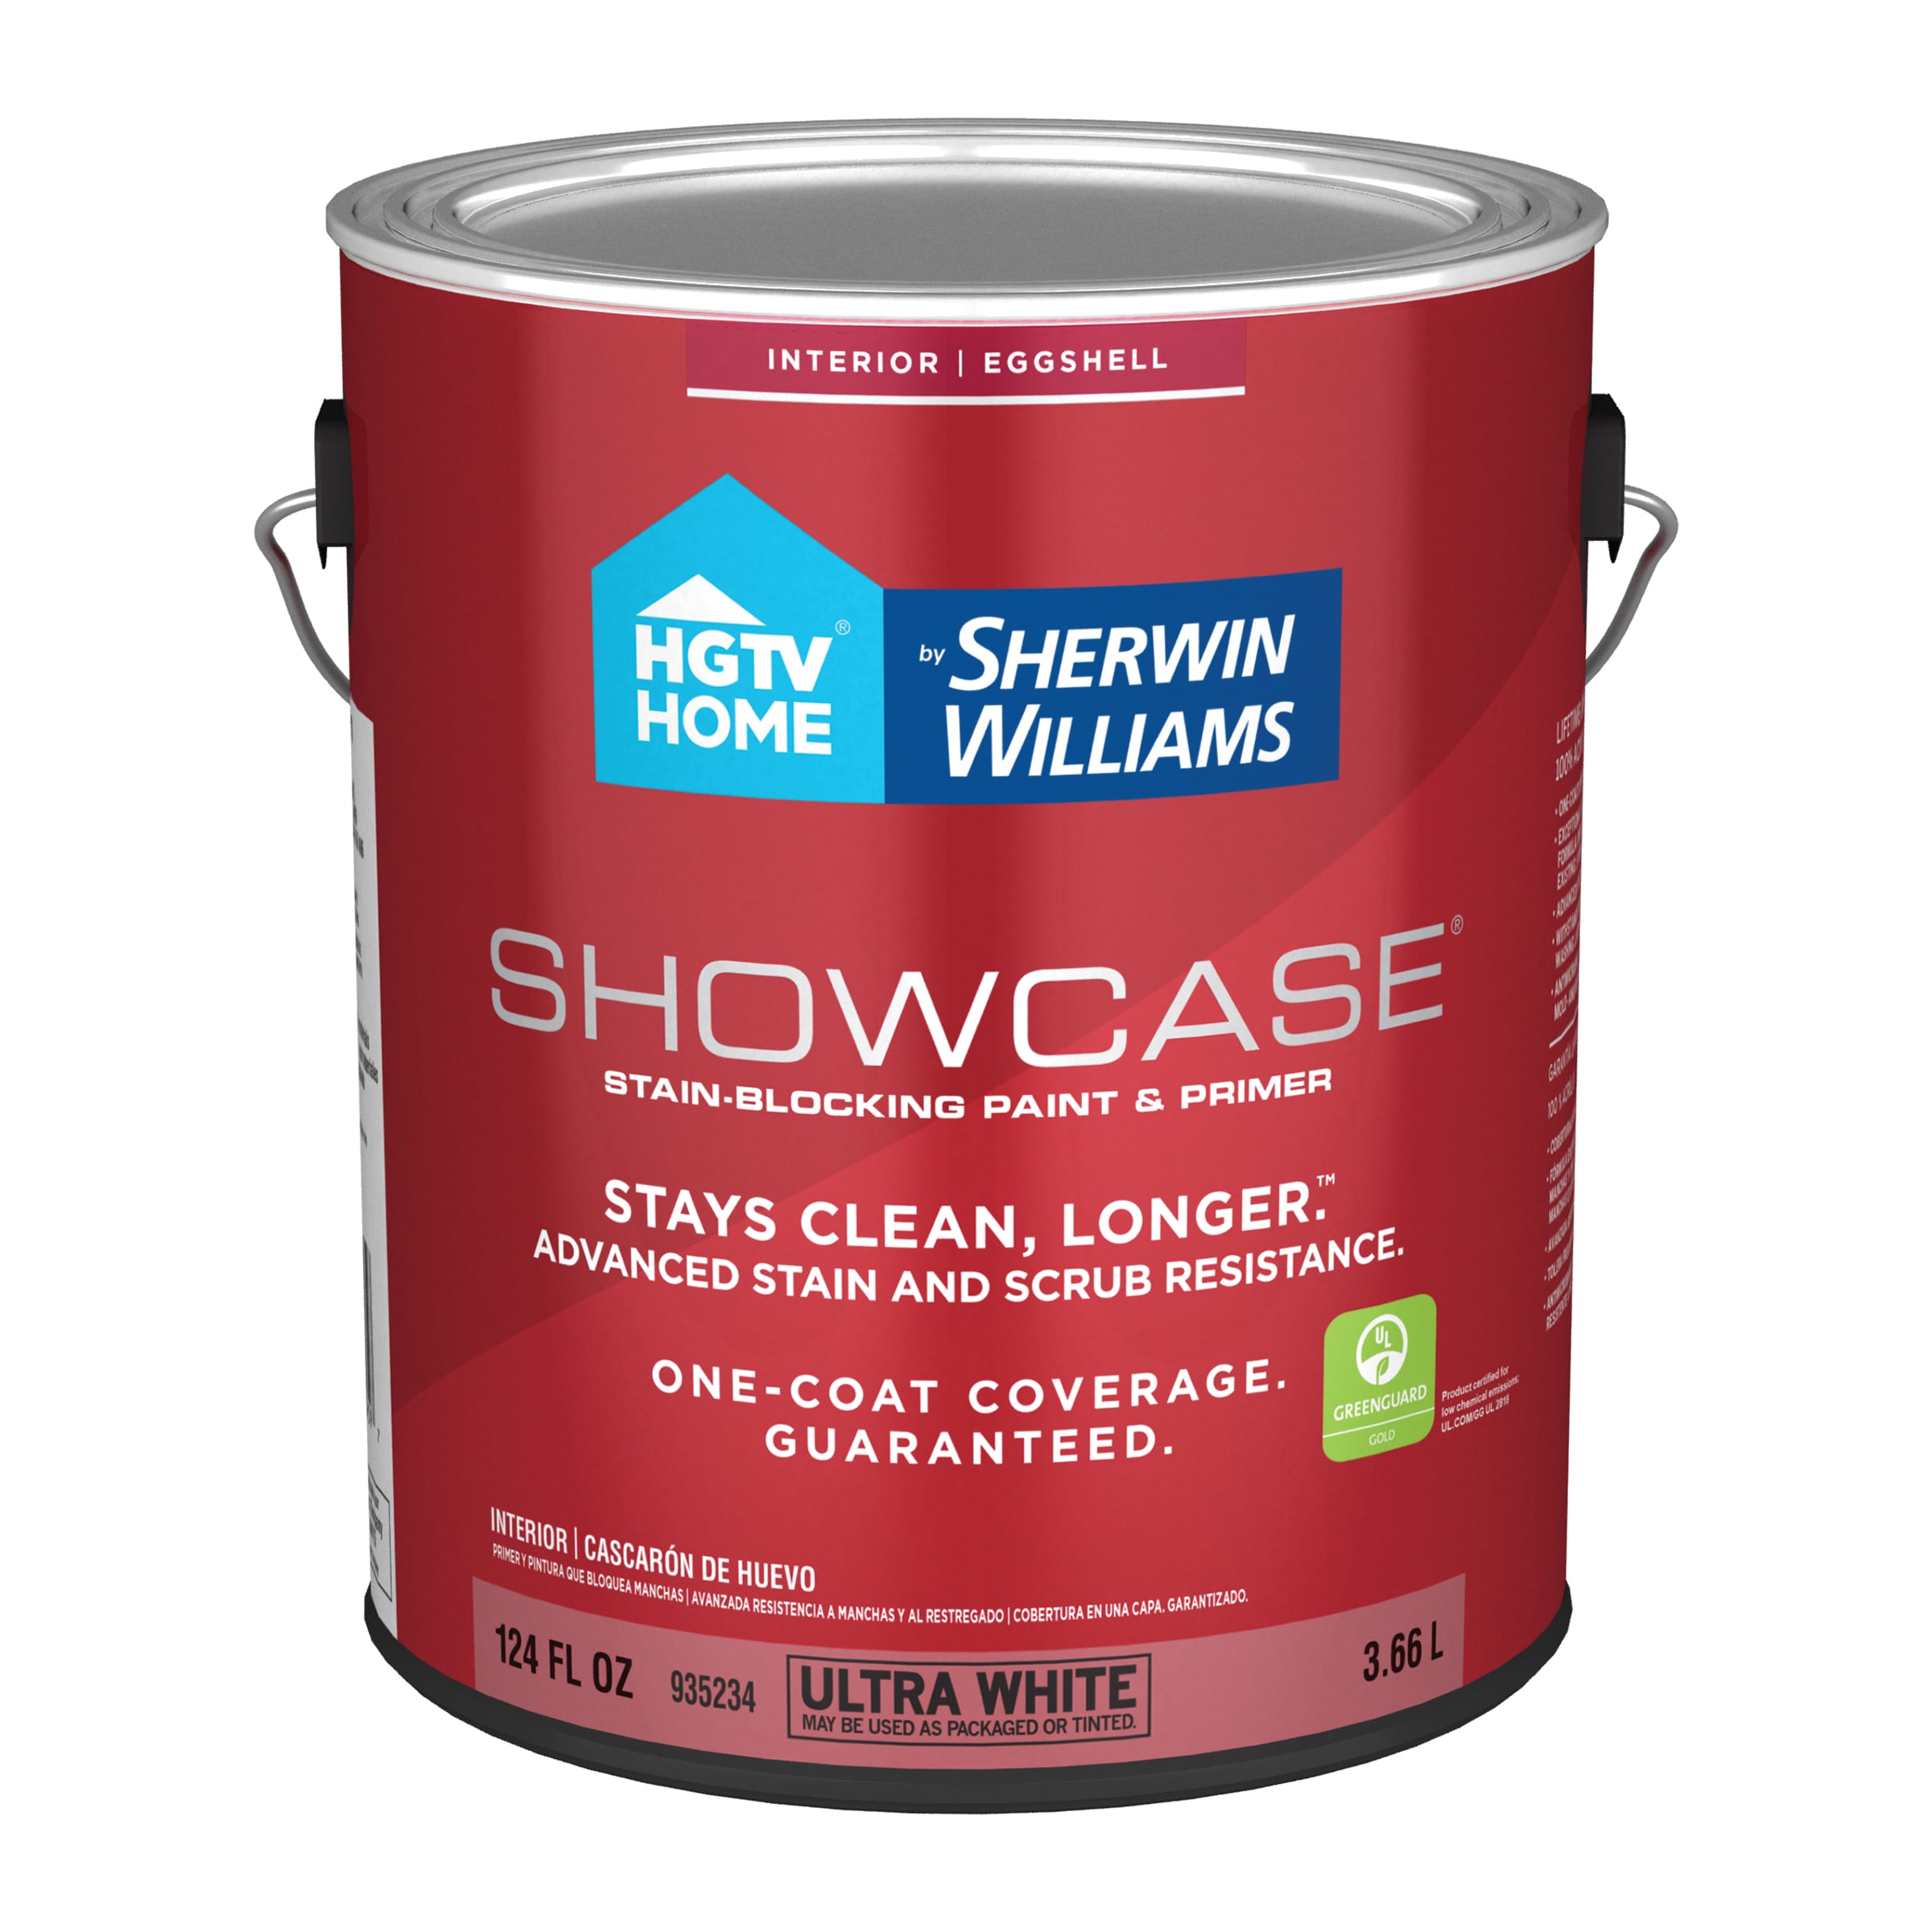 INTERIOR | EGGSHELL
HGTV®
HOME
by SHERWIN
WILLIAMS
SHOWCASE®
STAIN-BLOCKING PAINT & PRIMER
STAYS CLEAN, LONGER.™
ADVANCED STAIN AND SCRUB RESISTANCE.
ONE-COAT COVERAGE.
GUARANTEED.
UL
GREENGUARD
GOLD
Product certified for
low chemical emissions:
UL.COM/GG UL 2818
INTERIOR | CASCARÓN DE HUEVO
PRIMER Y PINTURA QUE BLOQUEA MANCHAS | AVANZADA RESISTENCIA A MANCHAS Y AL RESTREGADO | COBERTURA EN UNA CAPA. GARANTIZADO.
124 FL OZ
935234
ULTRA WHITE
MAY BE USED AS PACKAGED OR TINTED.
3.66 L